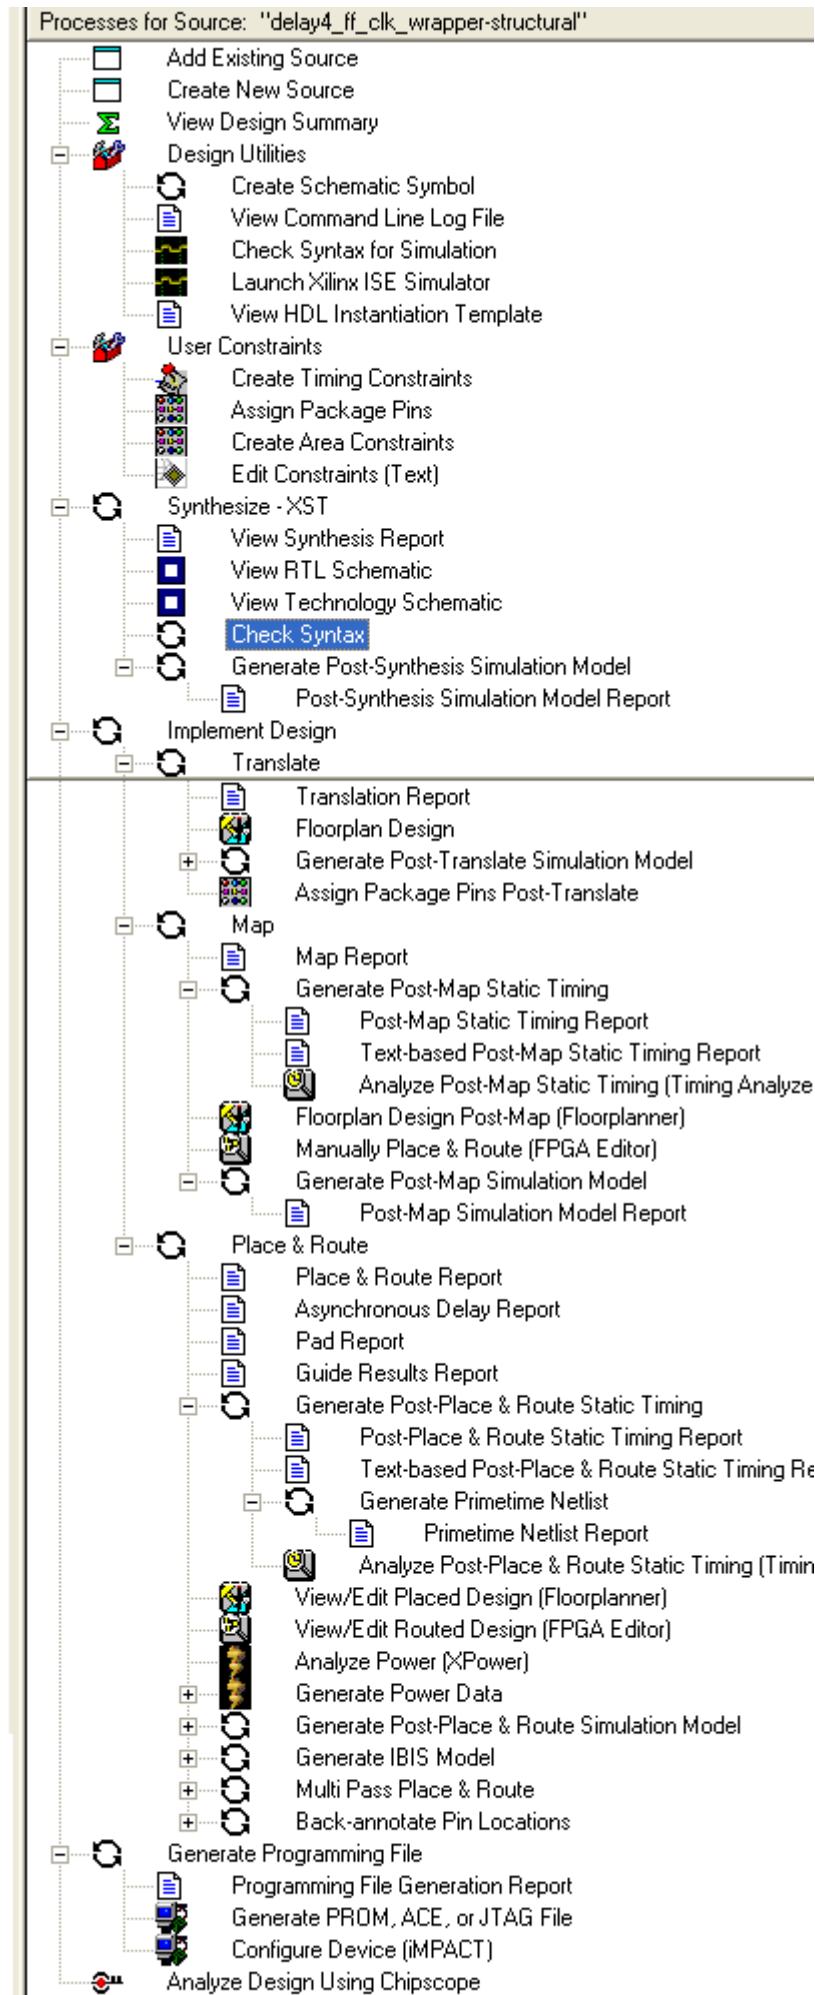 Processes for Source: "delay4_ff_clk_wrapper-structural"
Add Existing Source
Create New Source
View Design Summary
Design Utilities
Create Schematic Symbol
View Command Line Log File
Check Syntax for Simulation
Launch Xilinx ISE Simulator
View HDL Instantiation Template
User Constraints
Create Timing Constraints
Assign Package Pins
Create Area Constraints
Edit Constraints (Text)
Synthesize - XST
View Synthesis Report
View RTL Schematic
View Technology Schematic
Check Syntax
Generate Post-Synthesis Simulation Model
Post-Synthesis Simulation Model Report
Implement Design
Translate
Translation Report
Floorplan Design
Generate Post-Translate Simulation Model
Assign Package Pins Post-Translate
Map
Map Report
Generate Post-Map Static Timing
Post-Map Static Timing Report
Text-based Post-Map Static Timing Report
Analyze Post-Map Static Timing (Timing Analyze
Floorplan Design Post-Map (Floorplanner)
Manually Place & Route (FPGA Editor)
Generate Post-Map Simulation Model
Post-Map Simulation Model Report
Place & Route
Place & Route Report
Asynchronous Delay Report
Pad Report
Guide Results Report
Generate Post-Place & Route Static Timing
Post-Place & Route Static Timing Report
Text-based Post-Place & Route Static Timing Re
Generate Primetime Netlist
Primetime Netlist Report
Analyze Post-Place & Route Static Timing (Timin
View/Edit Placed Design (Floorplanner)
View/Edit Routed Design (FPGA Editor)
Analyze Power (XPower)
Generate Power Data
Generate Post-Place & Route Simulation Model
Generate IBIS Model
Multi Pass Place & Route
Back-annotate Pin Locations
Generate Programming File
Programming File Generation Report
Generate PROM, ACE, or JTAG File
Configure Device (iMPACT)
Analyze Design Using Chipscope